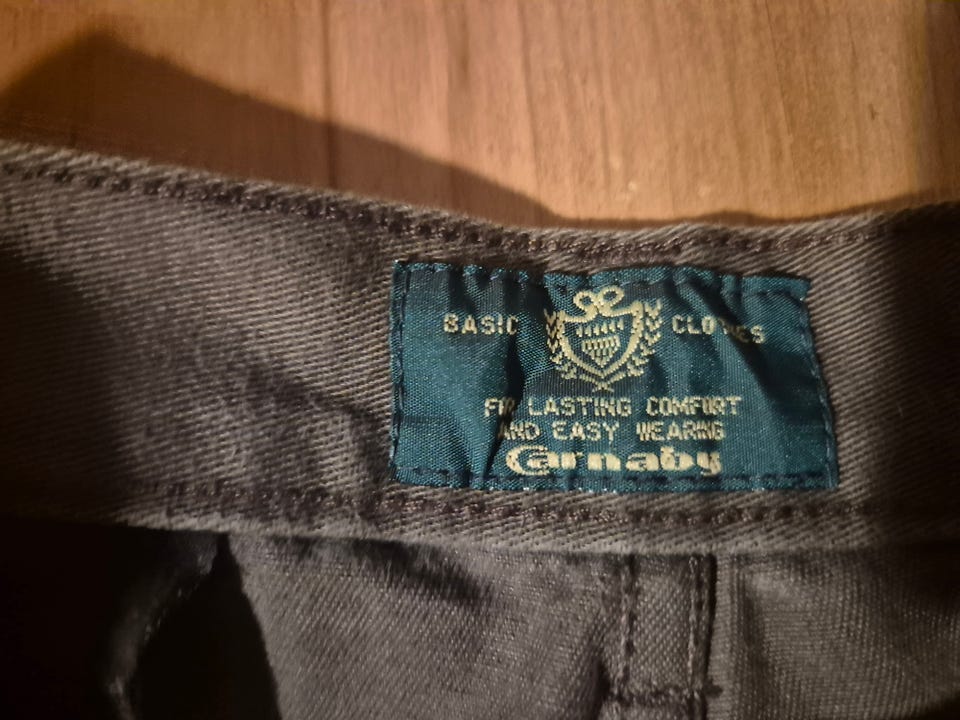 BASIC CLOTHES
FOR LASTING COMFORT
AND EASY WEARING
Carnaby